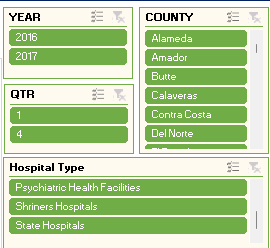 YEAR
2016
2017
COUNTY
Alameda
Amador
Butte
Calaveras
Contra Costa
Del Norte
QTR
1
4
Hospital Type
Psychiatric Health Facilities
Shriners Hospitals
State Hospitals